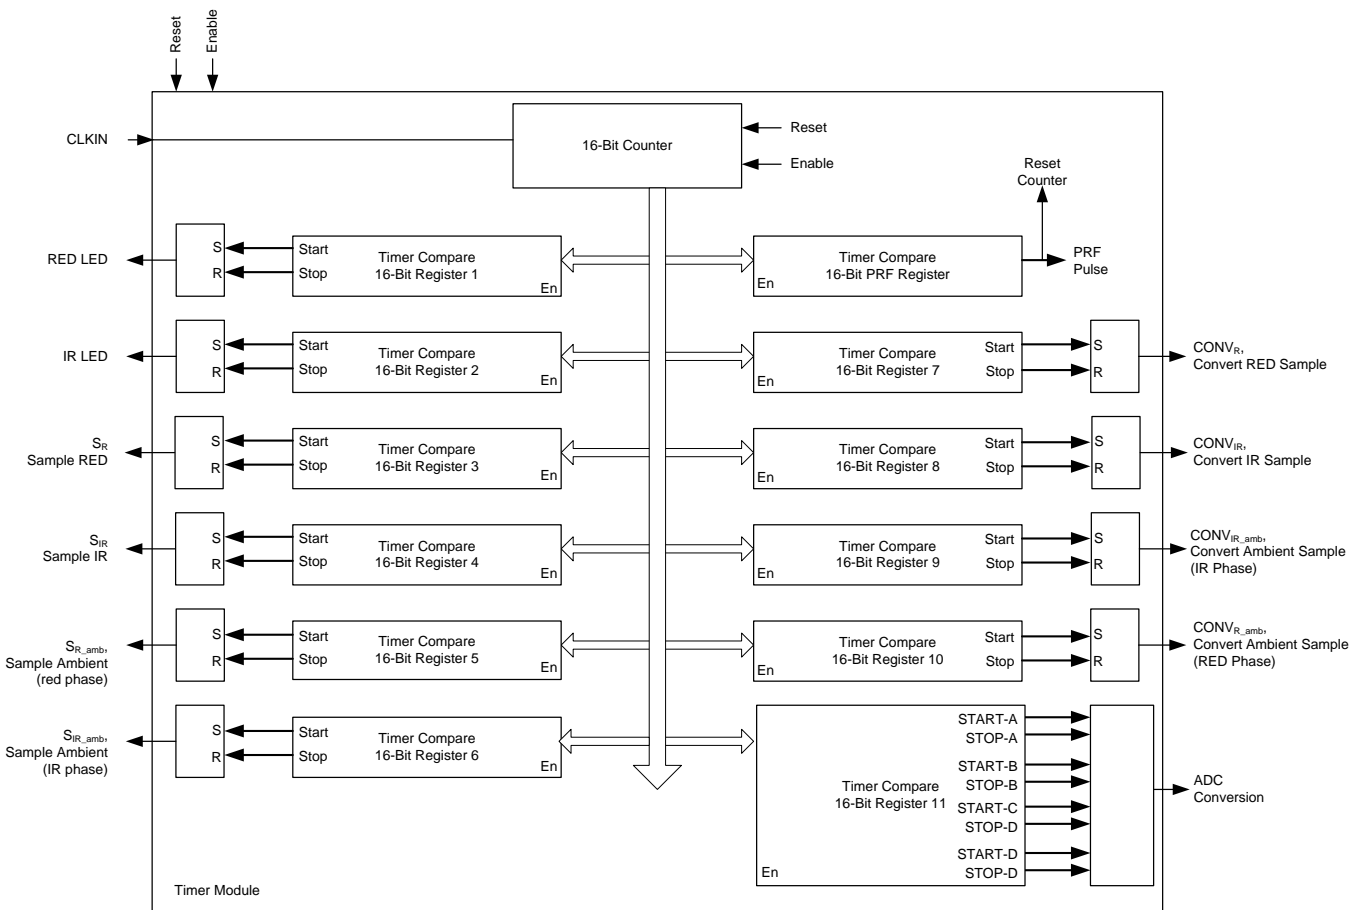 Reset
Enable
CLKIN
16-Bit Counter
Reset
Enable
Reset
Counter
RED LED
S
R
Start
Stop
Timer Compare
16-Bit Register 1
En
Timer Compare
16-Bit PRF Register
En
PRF
Pulse
IR LED
S
R
Start
Stop
Timer Compare
16-Bit Register 2
En
Timer Compare
16-Bit Register 7
En
Start
Stop
S
R
CONV_R,
Convert RED Sample
S_R
Sample RED
S
R
Start
Stop
Timer Compare
16-Bit Register 3
En
Timer Compare
16-Bit Register 8
En
Start
Stop
S
R
CONV_IR,
Convert IR Sample
S_IR
Sample IR
S
R
Start
Stop
Timer Compare
16-Bit Register 4
En
Timer Compare
16-Bit Register 9
En
Start
Stop
S
R
CONV_IR_amb,
Convert Ambient Sample
(IR Phase)
S_R_amb,
Sample Ambient
(red phase)
S
R
Start
Stop
Timer Compare
16-Bit Register 5
En
Timer Compare
16-Bit Register 10
En
Start
Stop
S
R
CONV_R_amb,
Convert Ambient Sample
(RED Phase)
S_IR_amb,
Sample Ambient
(IR phase)
S
R
Start
Stop
Timer Compare
16-Bit Register 6
En
Timer Compare
16-Bit Register 11
En
START-A
STOP-A
START-B
STOP-B
START-C
STOP-D
START-D
STOP-D
ADC
Conversion
Timer Module